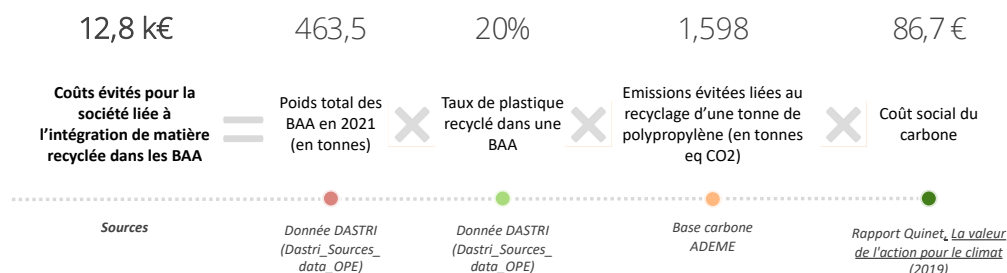 12,8 k€ 463,5 20% 1,598 86,7 €
Coûts évités pour la
société liée à
l'intégration de matière
recyclée dans les BAA
Poids total des
BAA en 2021
(en tonnes)
Taux de plastique
recyclé dans une
BAA
Emissions évitées liées au
recyclage d'une tonne de
polypropylène (en tonnes
eq CO2)
Coût social du
carbone
Sources
Donnée DASTRI
(Dastri_Sources_
data_OPE)
Donnée DASTRI
(Dastri_Sources_
data_OPE)
Base carbone
ADEME
Rapport Quinet, La valeur
de l'action pour le climat
(2019)